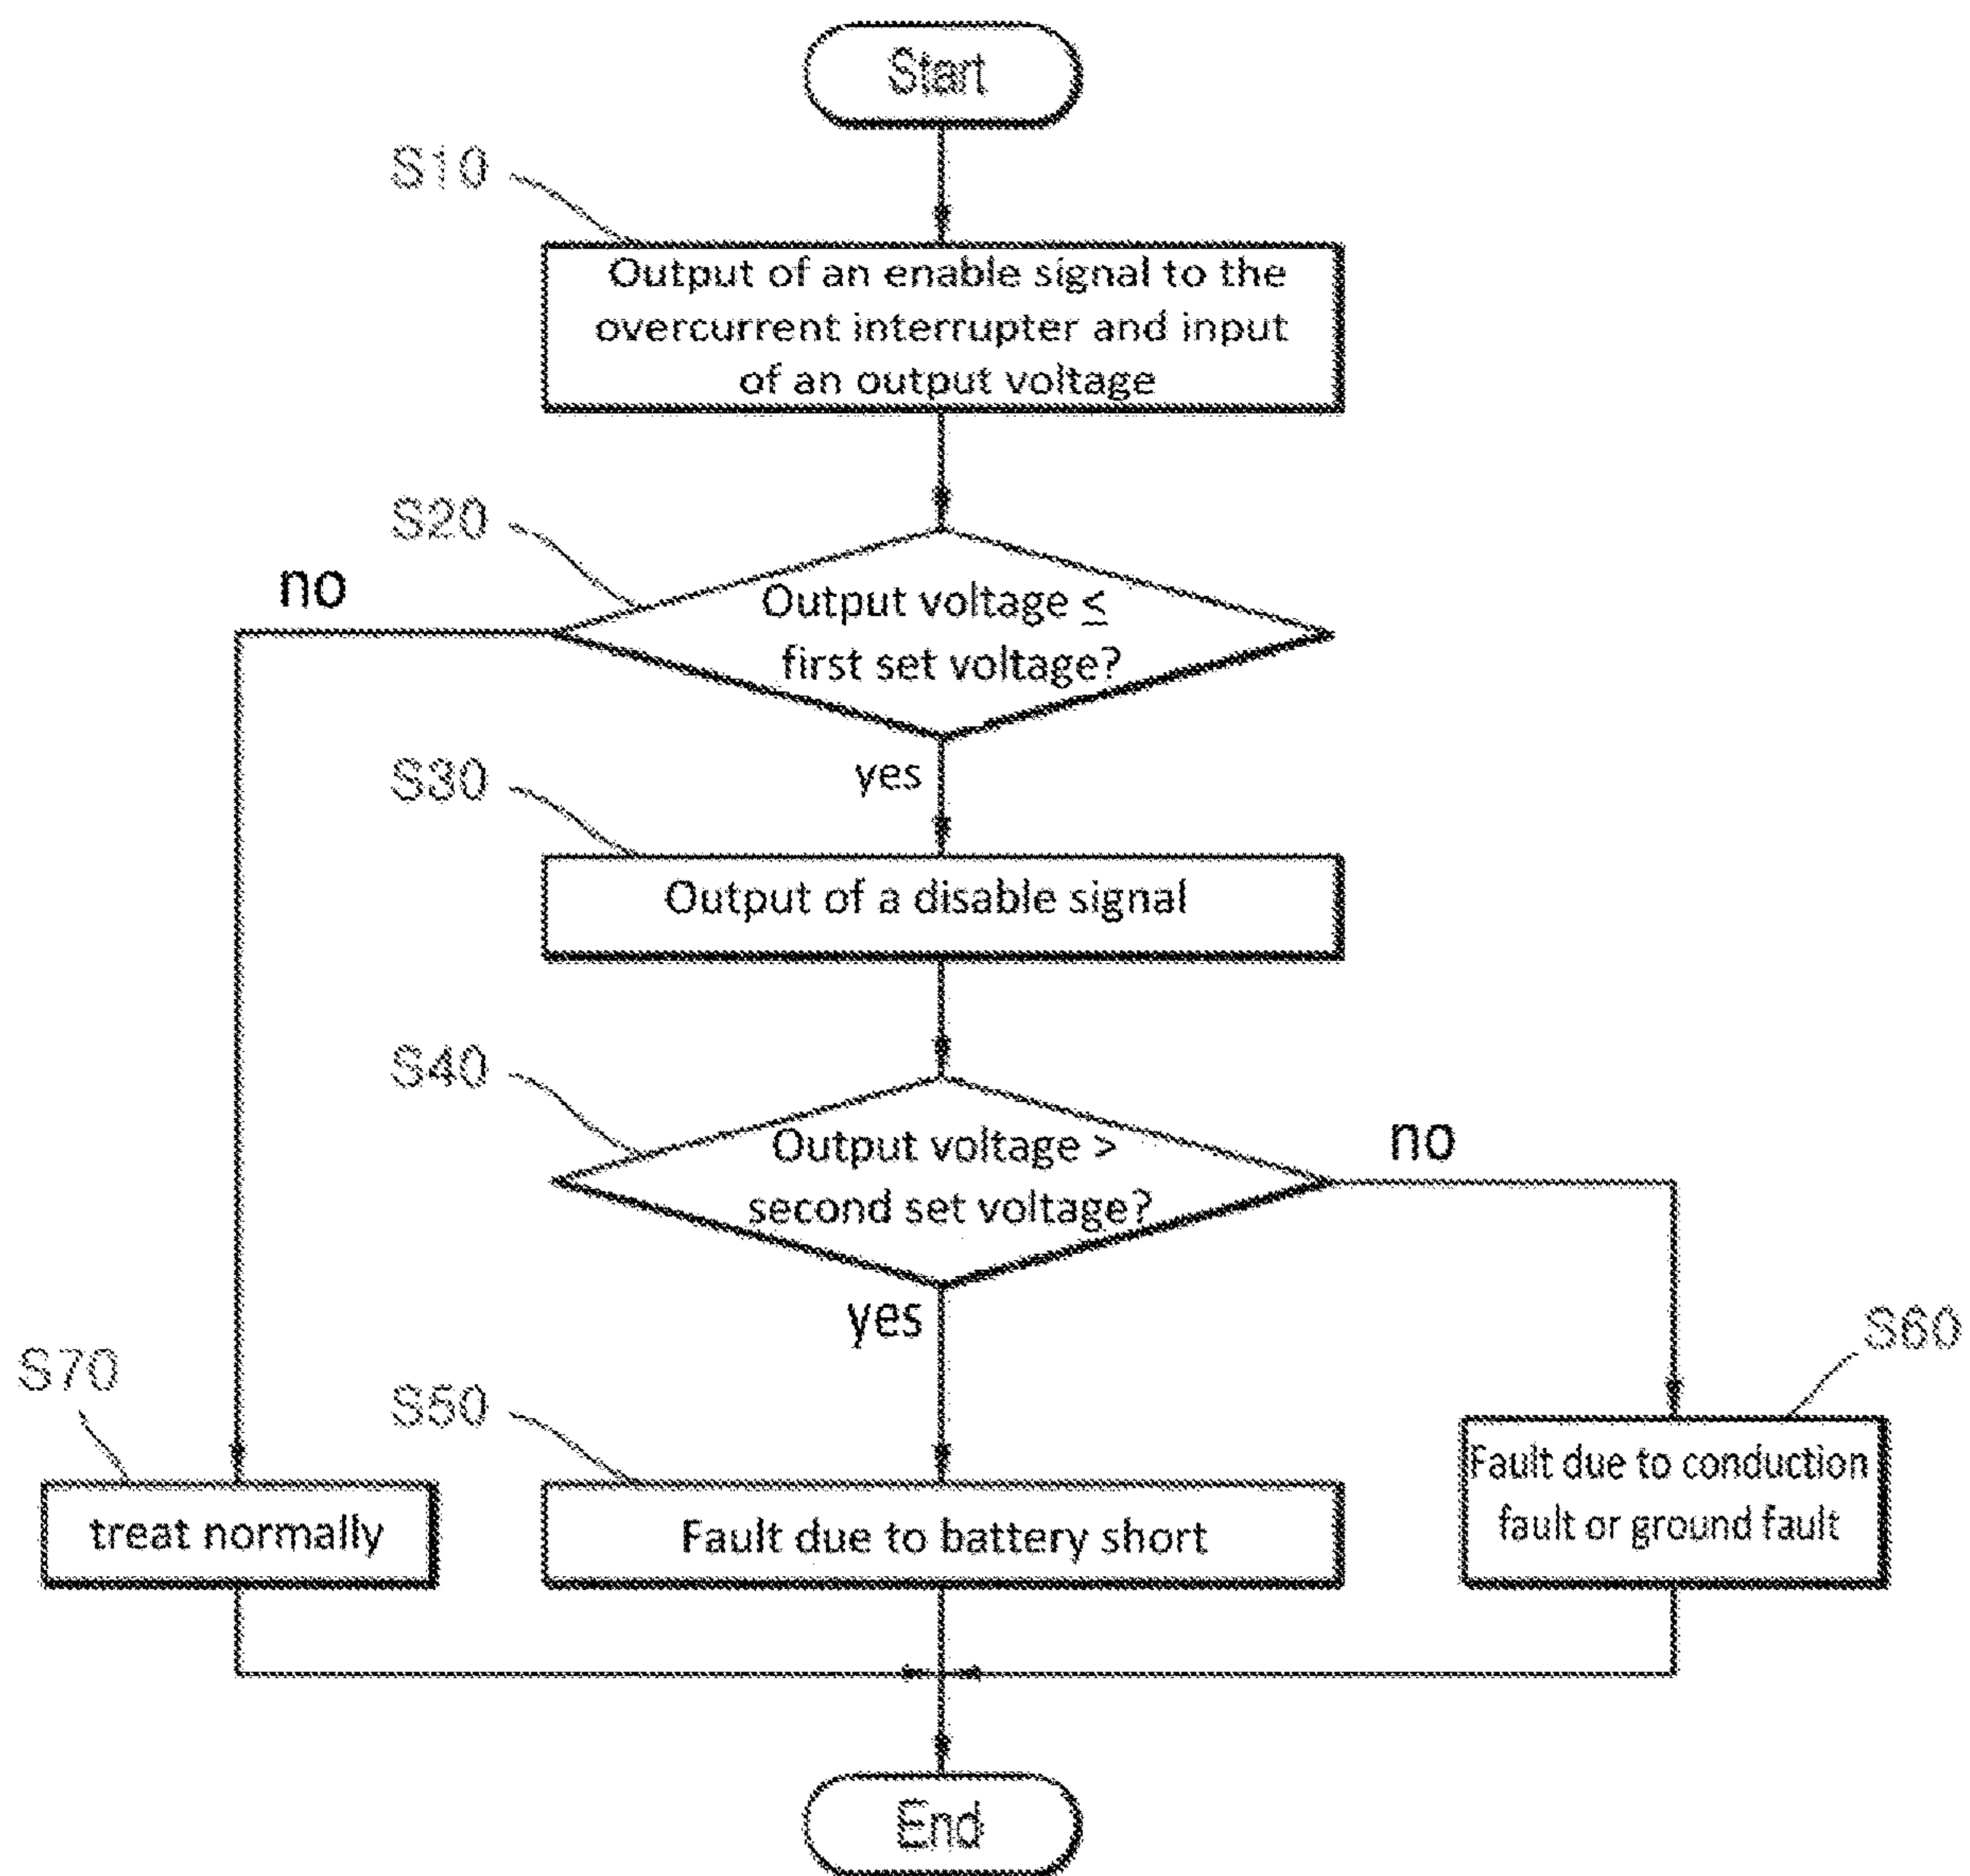 Start
S10
Output of an enable signal to the
overcurrent interrupter and input
of an output voltage
S20
no
Output voltage ≤
first set voltage?
yes
S30
Output of a disable signal
S40
Output voltage >
second set voltage?
no
yes
S60
S70
S50
Fault due to conduction
fault or ground fault
treat normally
Fault due to battery short
End